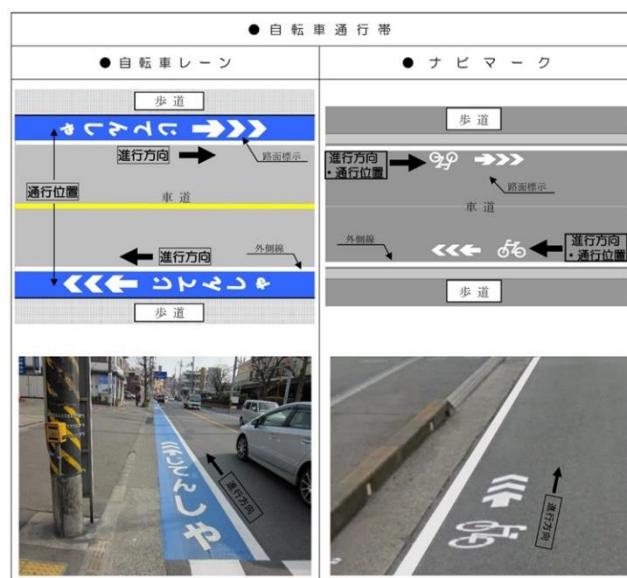 ● 自転車通行帯
● 自転車レーン
● ナビマーク
歩道
じてんしゃ
進行方向
路面標示
通行位置
車道
外側線
進行方向
じてんしゃ
歩道
歩道
進行方向
・通行位置
路面標示
車道
外側線
進行方向
・通行位置
歩道
じてんしゃ
進行方向
進行方向